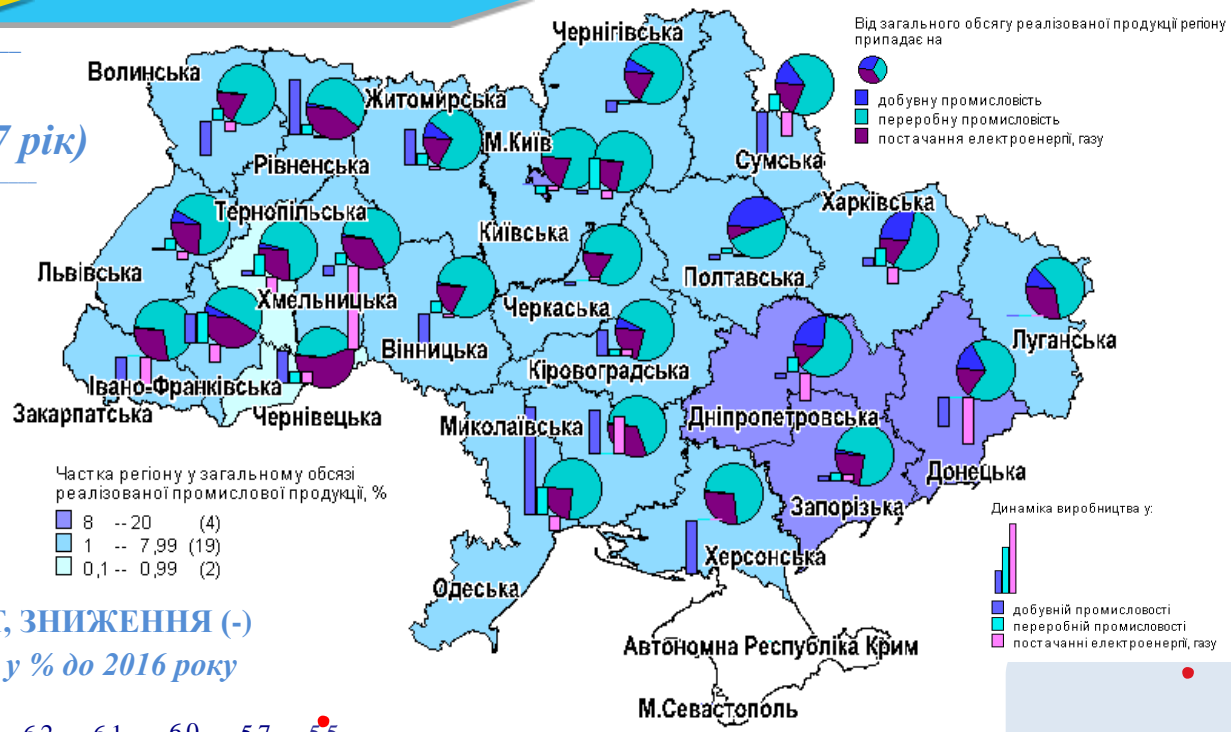 Чернігівська
Від загального обсягу реалізованої продукції регіону
припадає на
добувну промисловість
переробну промисловість
постачання електроенергії, газу
Волинська
Житомирська
7 рік)
М.Київ
Сумська
Рівненська
Тернопільська
Харківська
Київська
Львівська
Полтавська
Хмельницька
Черкаська
Вінницька
Луганська
Кіровоградська
Івано-Франківська
Закарпатська
Чернівецька
Миколаївська
Дніпропетровська
Донецька
Частка регіону у загальному обсязі
реалізованої промислової продукції, %
8 -- 20 (4)
1 -- 7,99 (19)
0,1 -- 0,99 (2)
Запорізька
Динаміка виробництва у:
Херсонська
Одеська
добувній промисловості
переробній промисловості
постачанні електроенергії, газу
, ЗНИЖЕННЯ (-)
у % до 2016 року
Автономна Республіка Крим
М.Севастополь